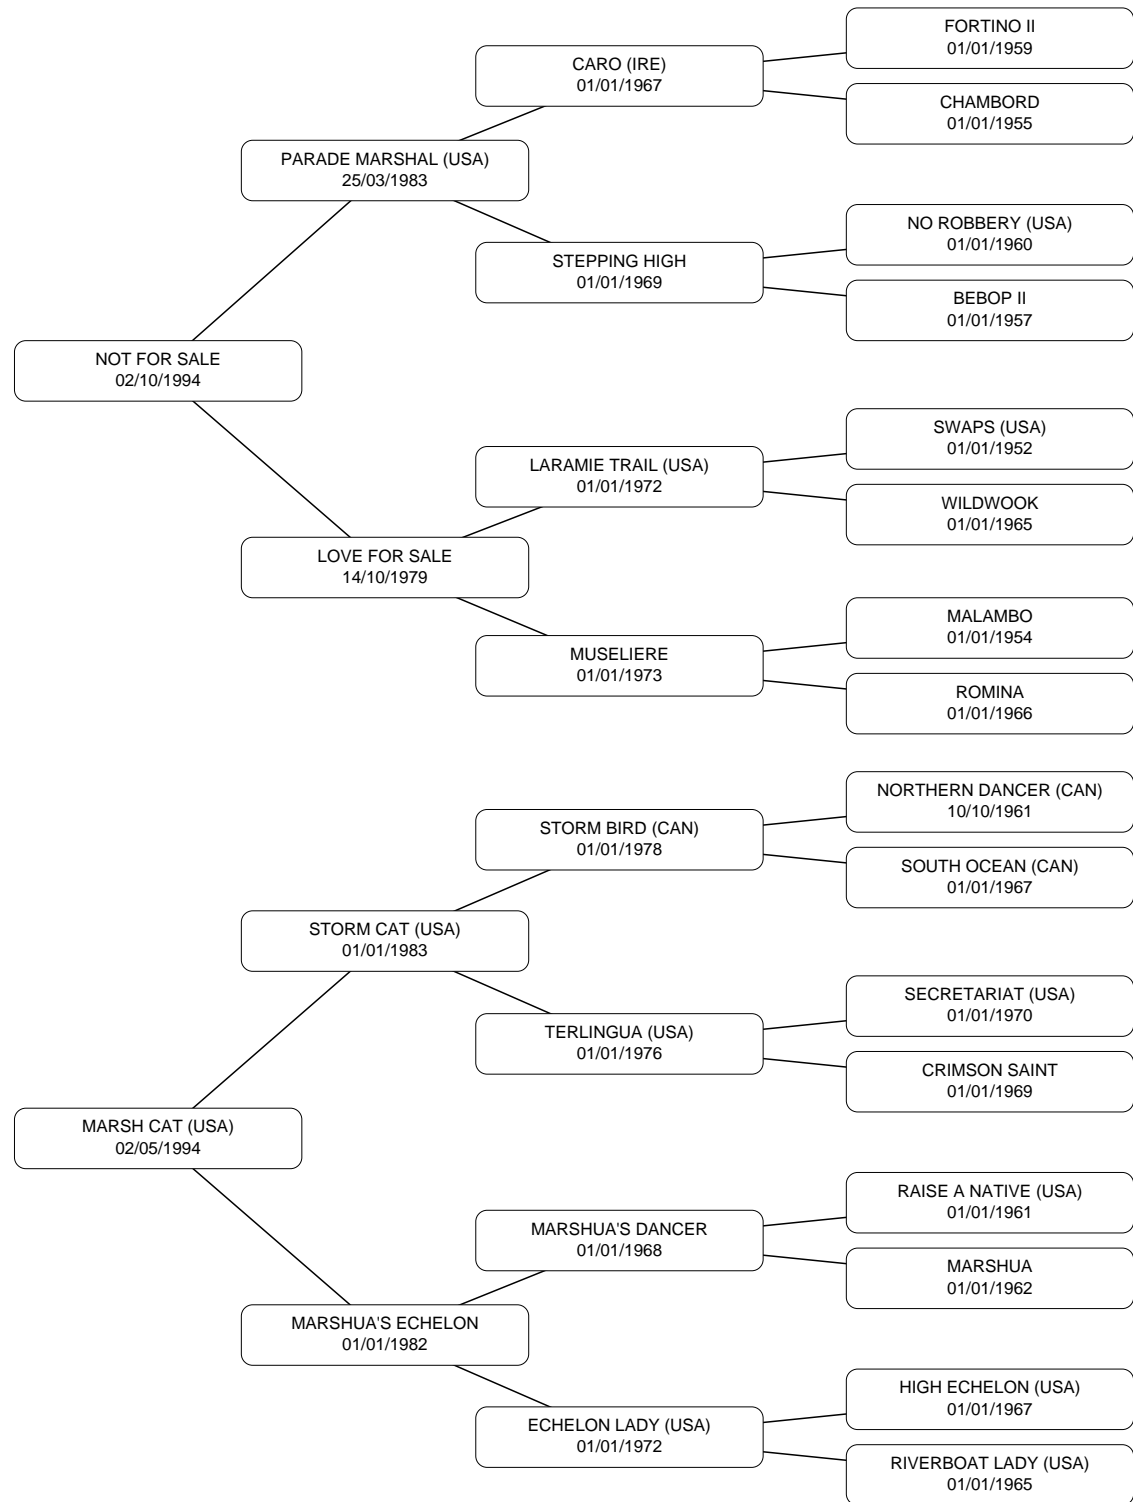 FORTINO II
01/01/1959
CARO (IRE)
01/01/1967
CHAMBORD
01/01/1955
PARADE MARSHAL (USA)
25/03/1983
NO ROBBERY (USA)
01/01/1960
STEPPING HIGH
01/01/1969
BEBOP II
01/01/1957
NOT FOR SALE
02/10/1994
SWAPS (USA)
01/01/1952
LARAMIE TRAIL (USA)
01/01/1972
WILDWOOK
01/01/1965
LOVE FOR SALE
14/10/1979
MALAMBO
01/01/1954
MUSELIERE
01/01/1973
ROMINA
01/01/1966
NORTHERN DANCER (CAN)
10/10/1961
STORM BIRD (CAN)
01/01/1978
SOUTH OCEAN (CAN)
01/01/1967
STORM CAT (USA)
01/01/1983
SECRETARIAT (USA)
01/01/1970
TERLINGUA (USA)
01/01/1976
CRIMSON SAINT
01/01/1969
MARSH CAT (USA)
02/05/1994
RAISE A NATIVE (USA)
01/01/1961
MARSHUA'S DANCER
01/01/1968
MARSHUA
01/01/1962
MARSHUA'S ECHELON
01/01/1982
HIGH ECHELON (USA)
01/01/1967
ECHELON LADY (USA)
01/01/1972
RIVERBOAT LADY (USA)
01/01/1965